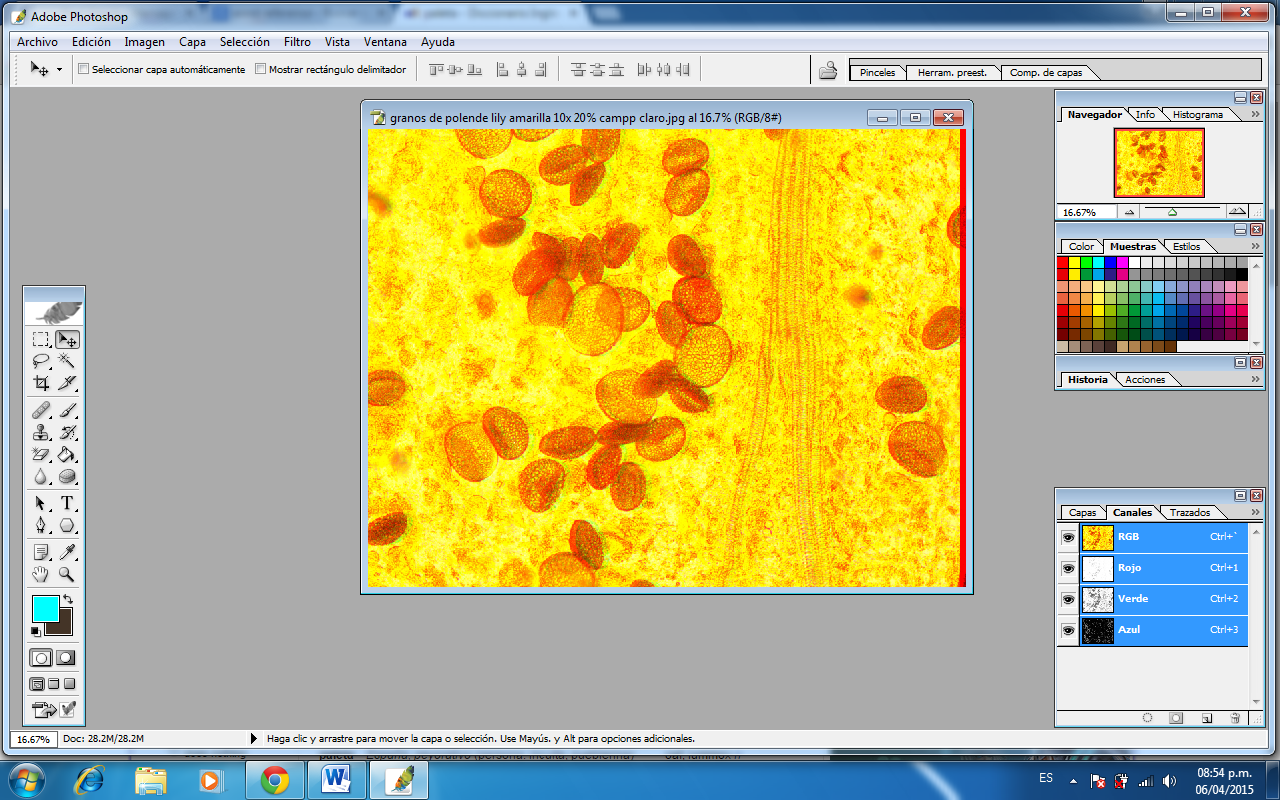 Adobe Photoshop
Archivo Edición Imagen Capa Selección Filtro Vista Ventana Ayuda
Seleccionar capa automáticamente Mostrar rectángulo delimitador Pinceles Herram. preest. Comp. de capas
granos de polende lily amarilla 10x 20% campp claro.jpg al 16.7% (RGB/8#)
Navegador Info Histograma
16.67%
Color Muestras Estilos
Historia Acciones
Capas Canales Trazados
RGB Ctrl+`
Rojo Ctrl+1
Verde Ctrl+2
Azul Ctrl+3
T
16.67% Doc: 28.2M/28.2M Haga clic y arrastre para mover la capa o selección. Use Mayús. y Alt para opciones adicionales.
W
ES 08:54 p.m.
06/04/2015